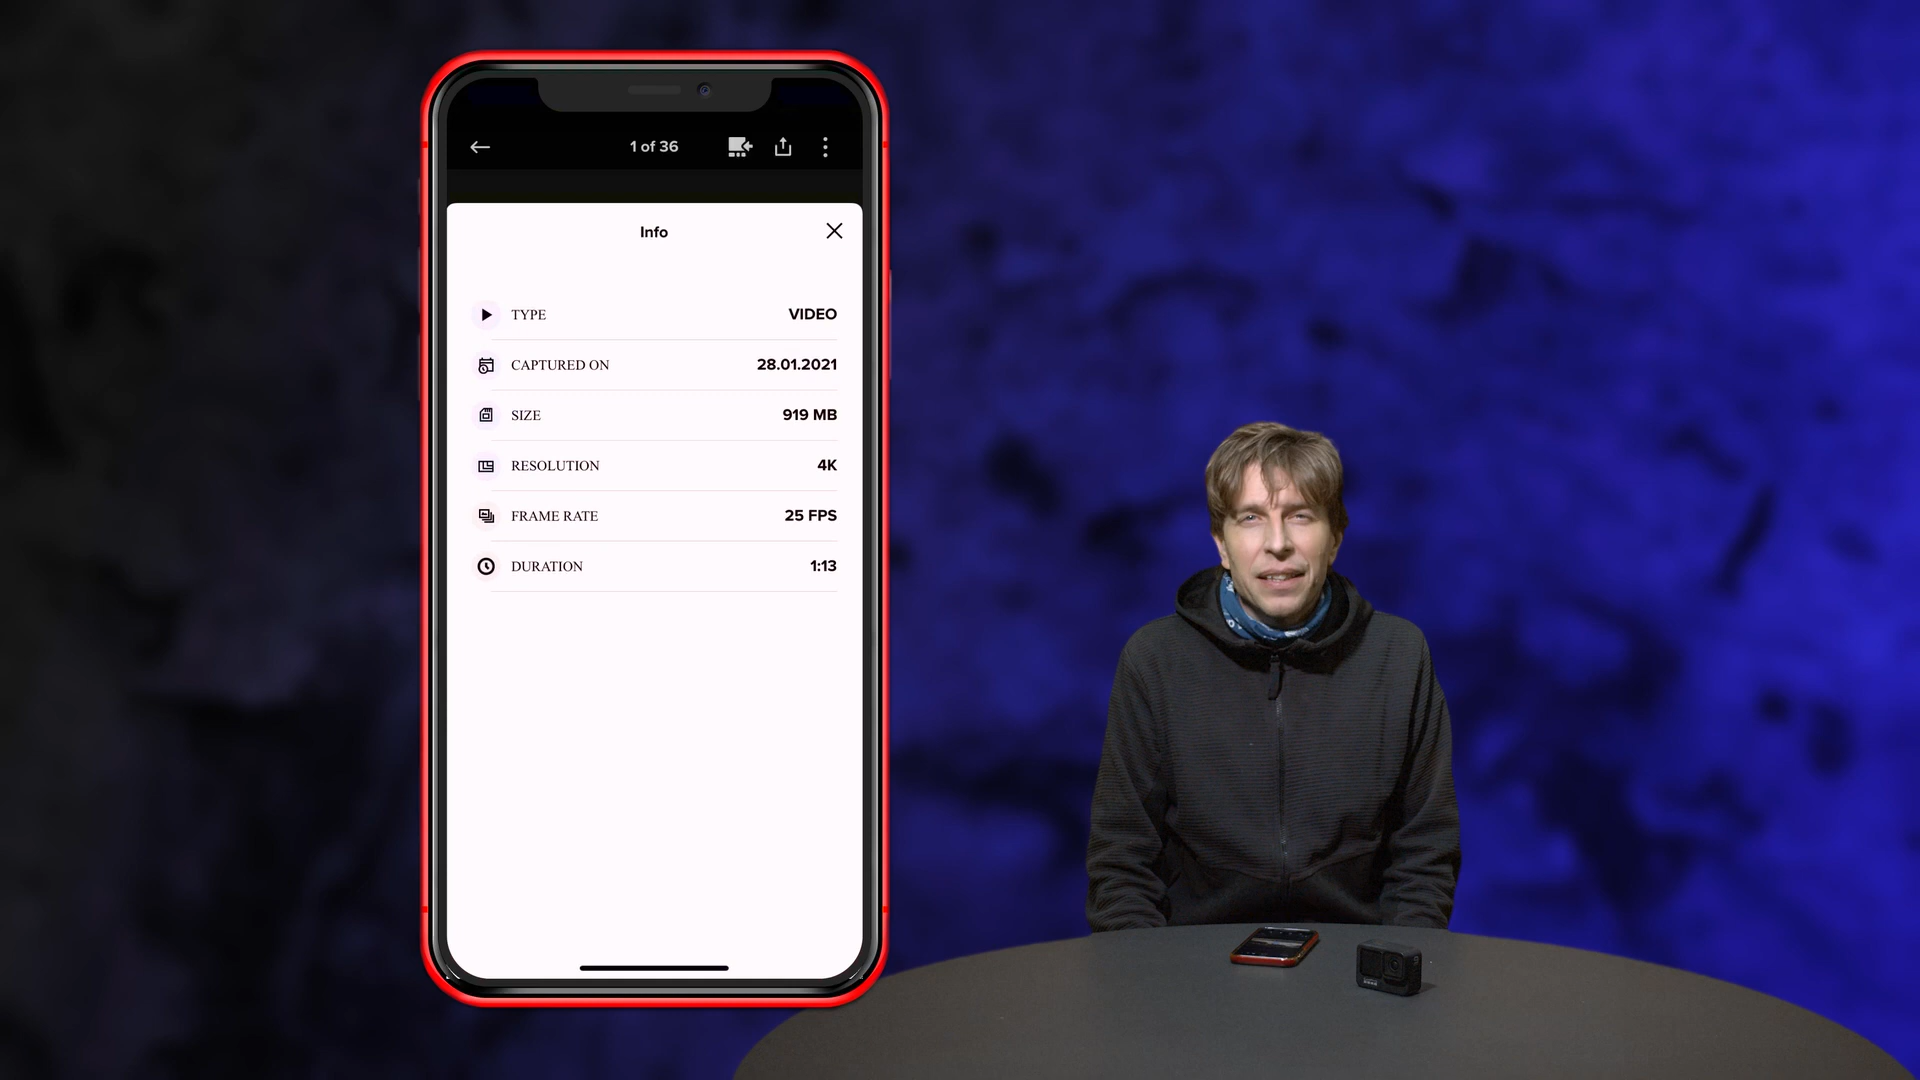 1 of 36
Info
TYPE VIDEO
CAPTURED ON 28.01.2021
SIZE 919 MB
RESOLUTION 4K
FRAME RATE 25 FPS
DURATION 1:13